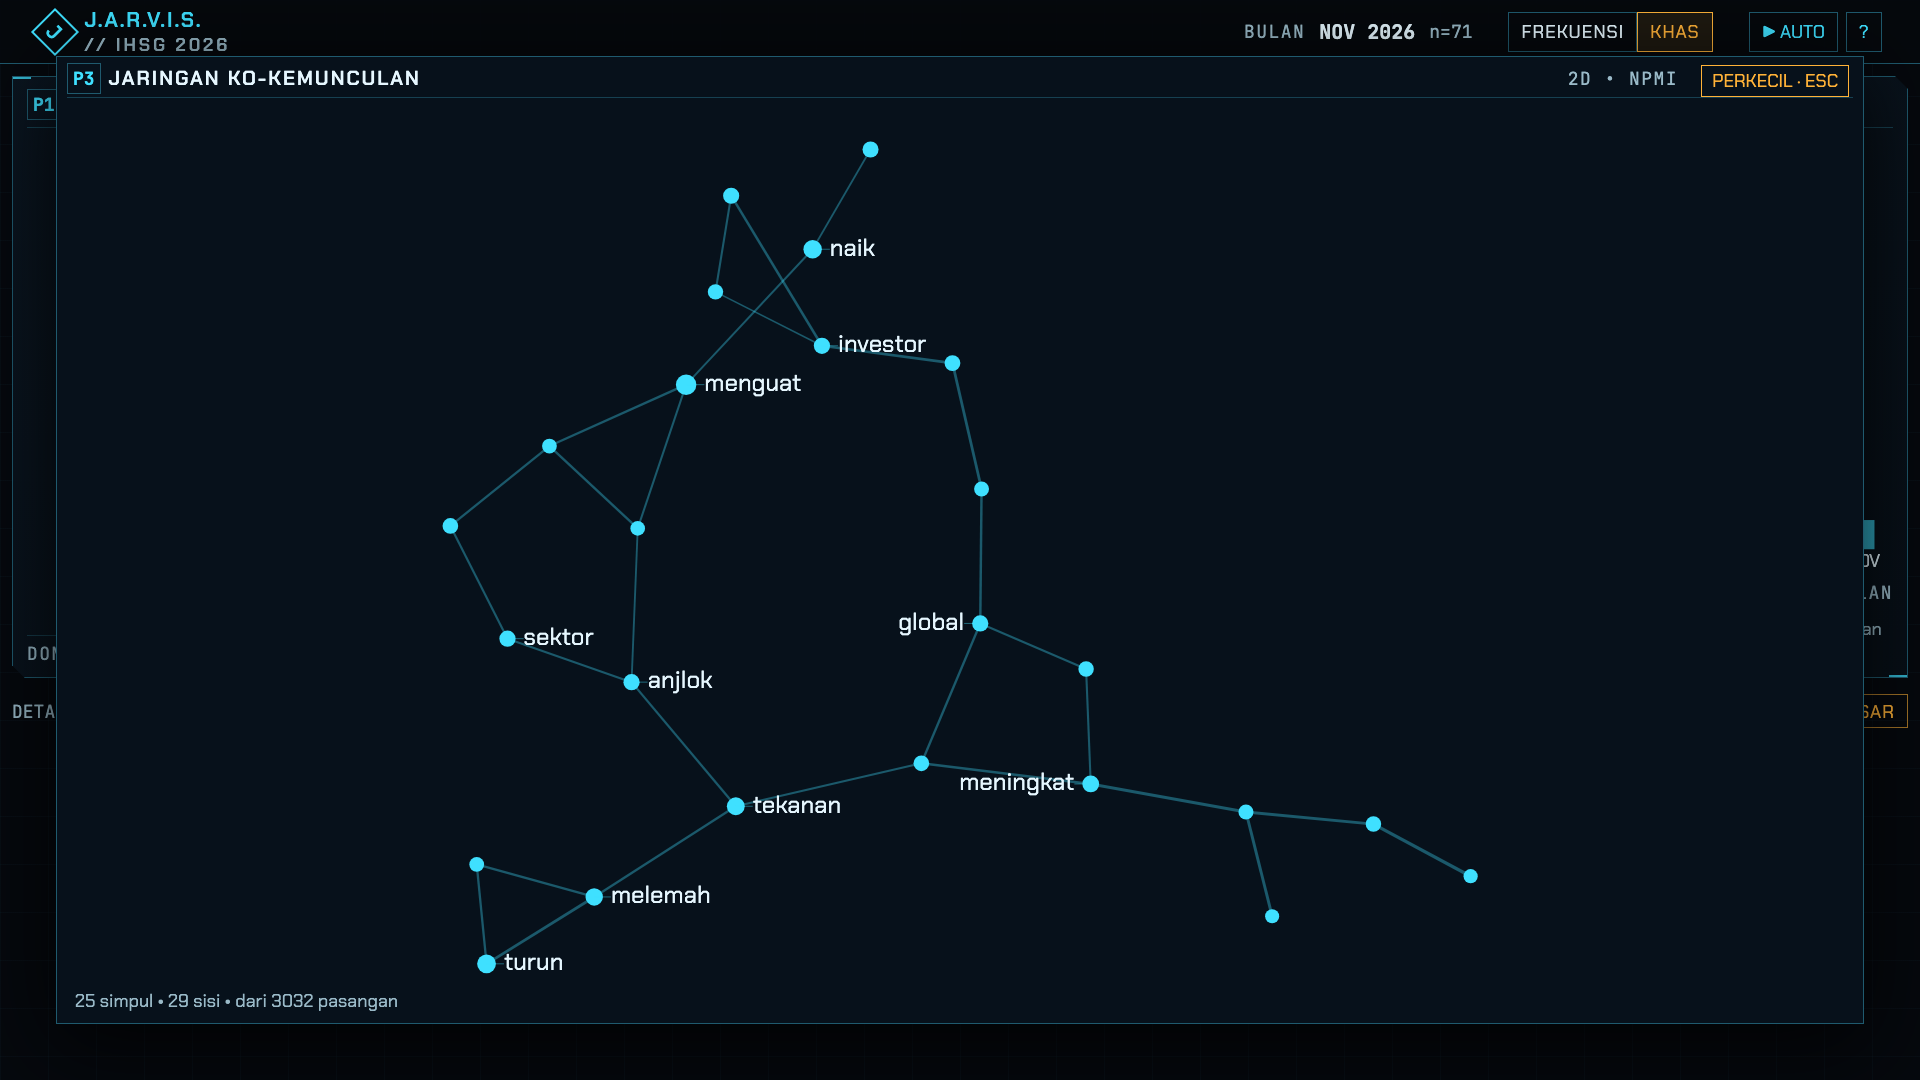 J.A.R.V.I.S.
// IHSG 2026
BULAN NOV 2026 n=71
FREKUENSI KHAS
AUTO
?
P1
P3 JARINGAN KO-KEMUNCULAN
2D • NPMI
PERKECIL · ESC
naik
investor
menguat
global
sektor
anjlok
meningkat
tekanan
melemah
turun
25 simpul • 29 sisi • dari 3032 pasangan